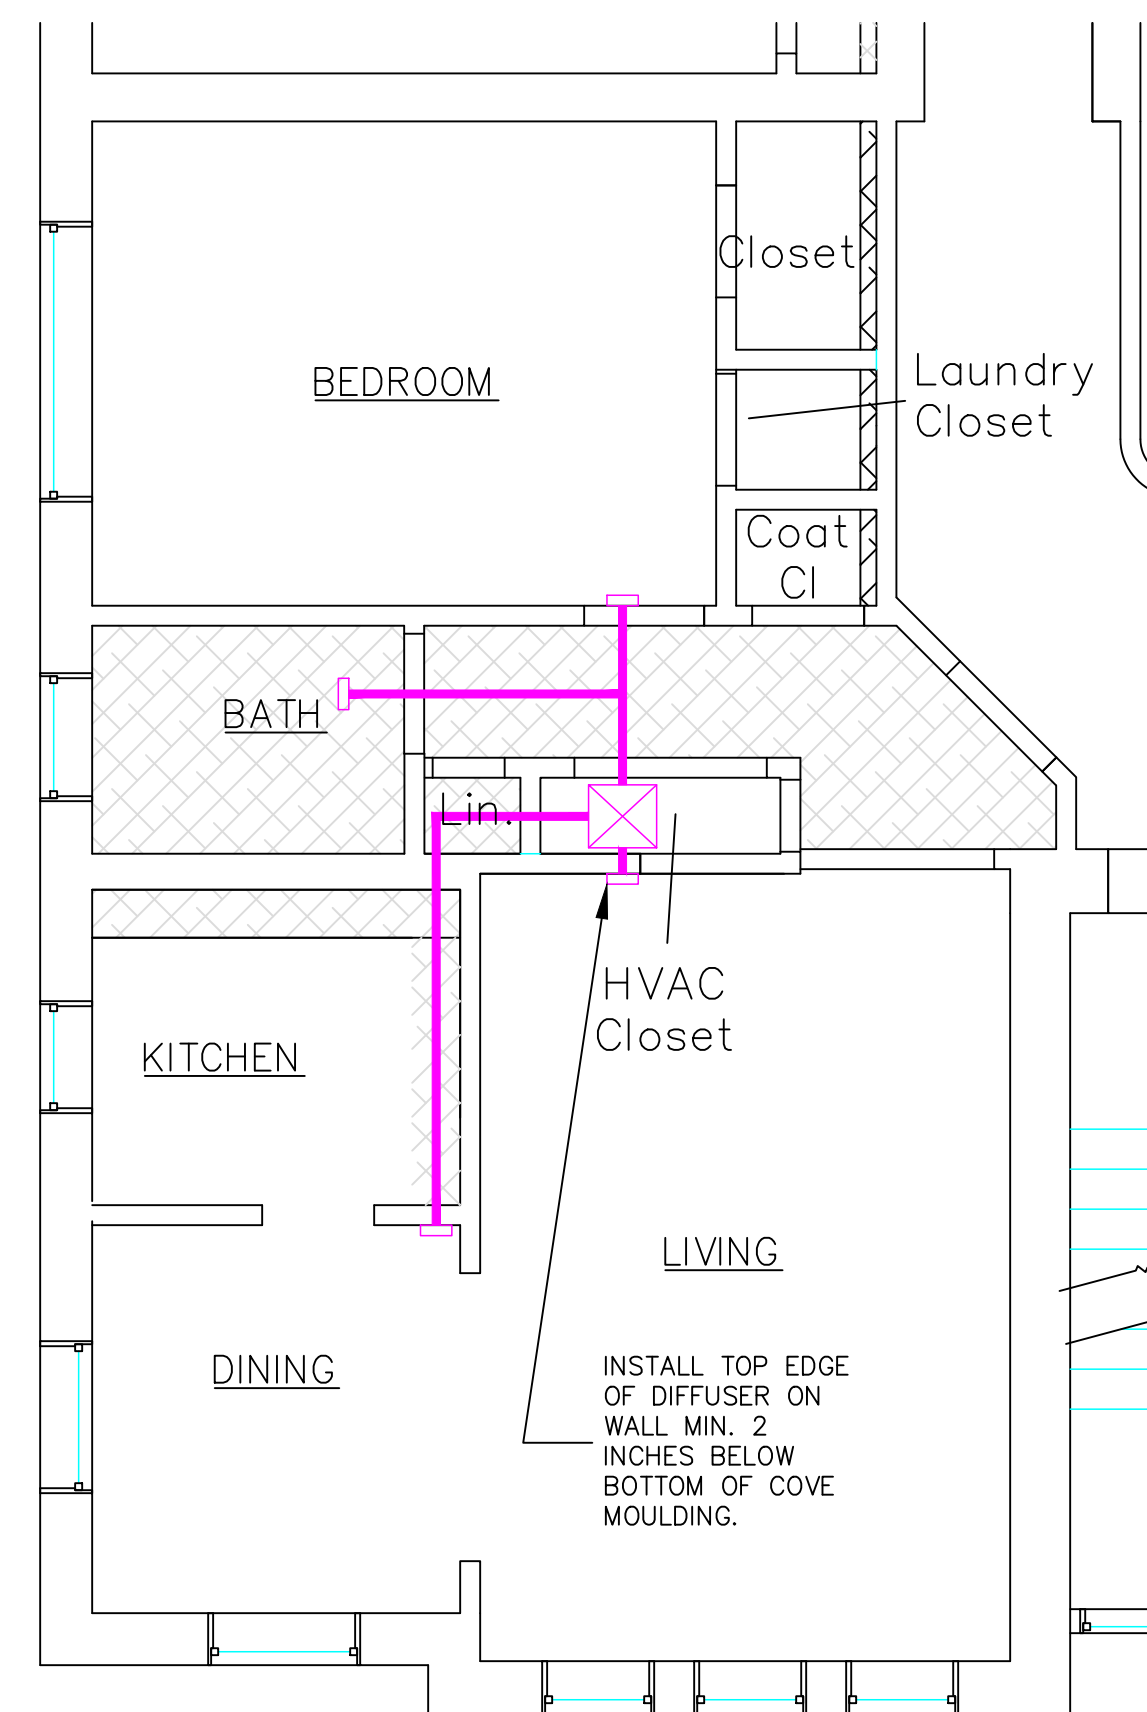 Closet
BEDROOM
Laundry
Closet
Coat
Cl
BATH
Lin.
HVAC
Closet
KITCHEN
LIVING
DINING
INSTALL TOP EDGE
OF DIFFUSER ON
WALL MIN. 2
INCHES BELOW
BOTTOM OF COVE
MOULDING.